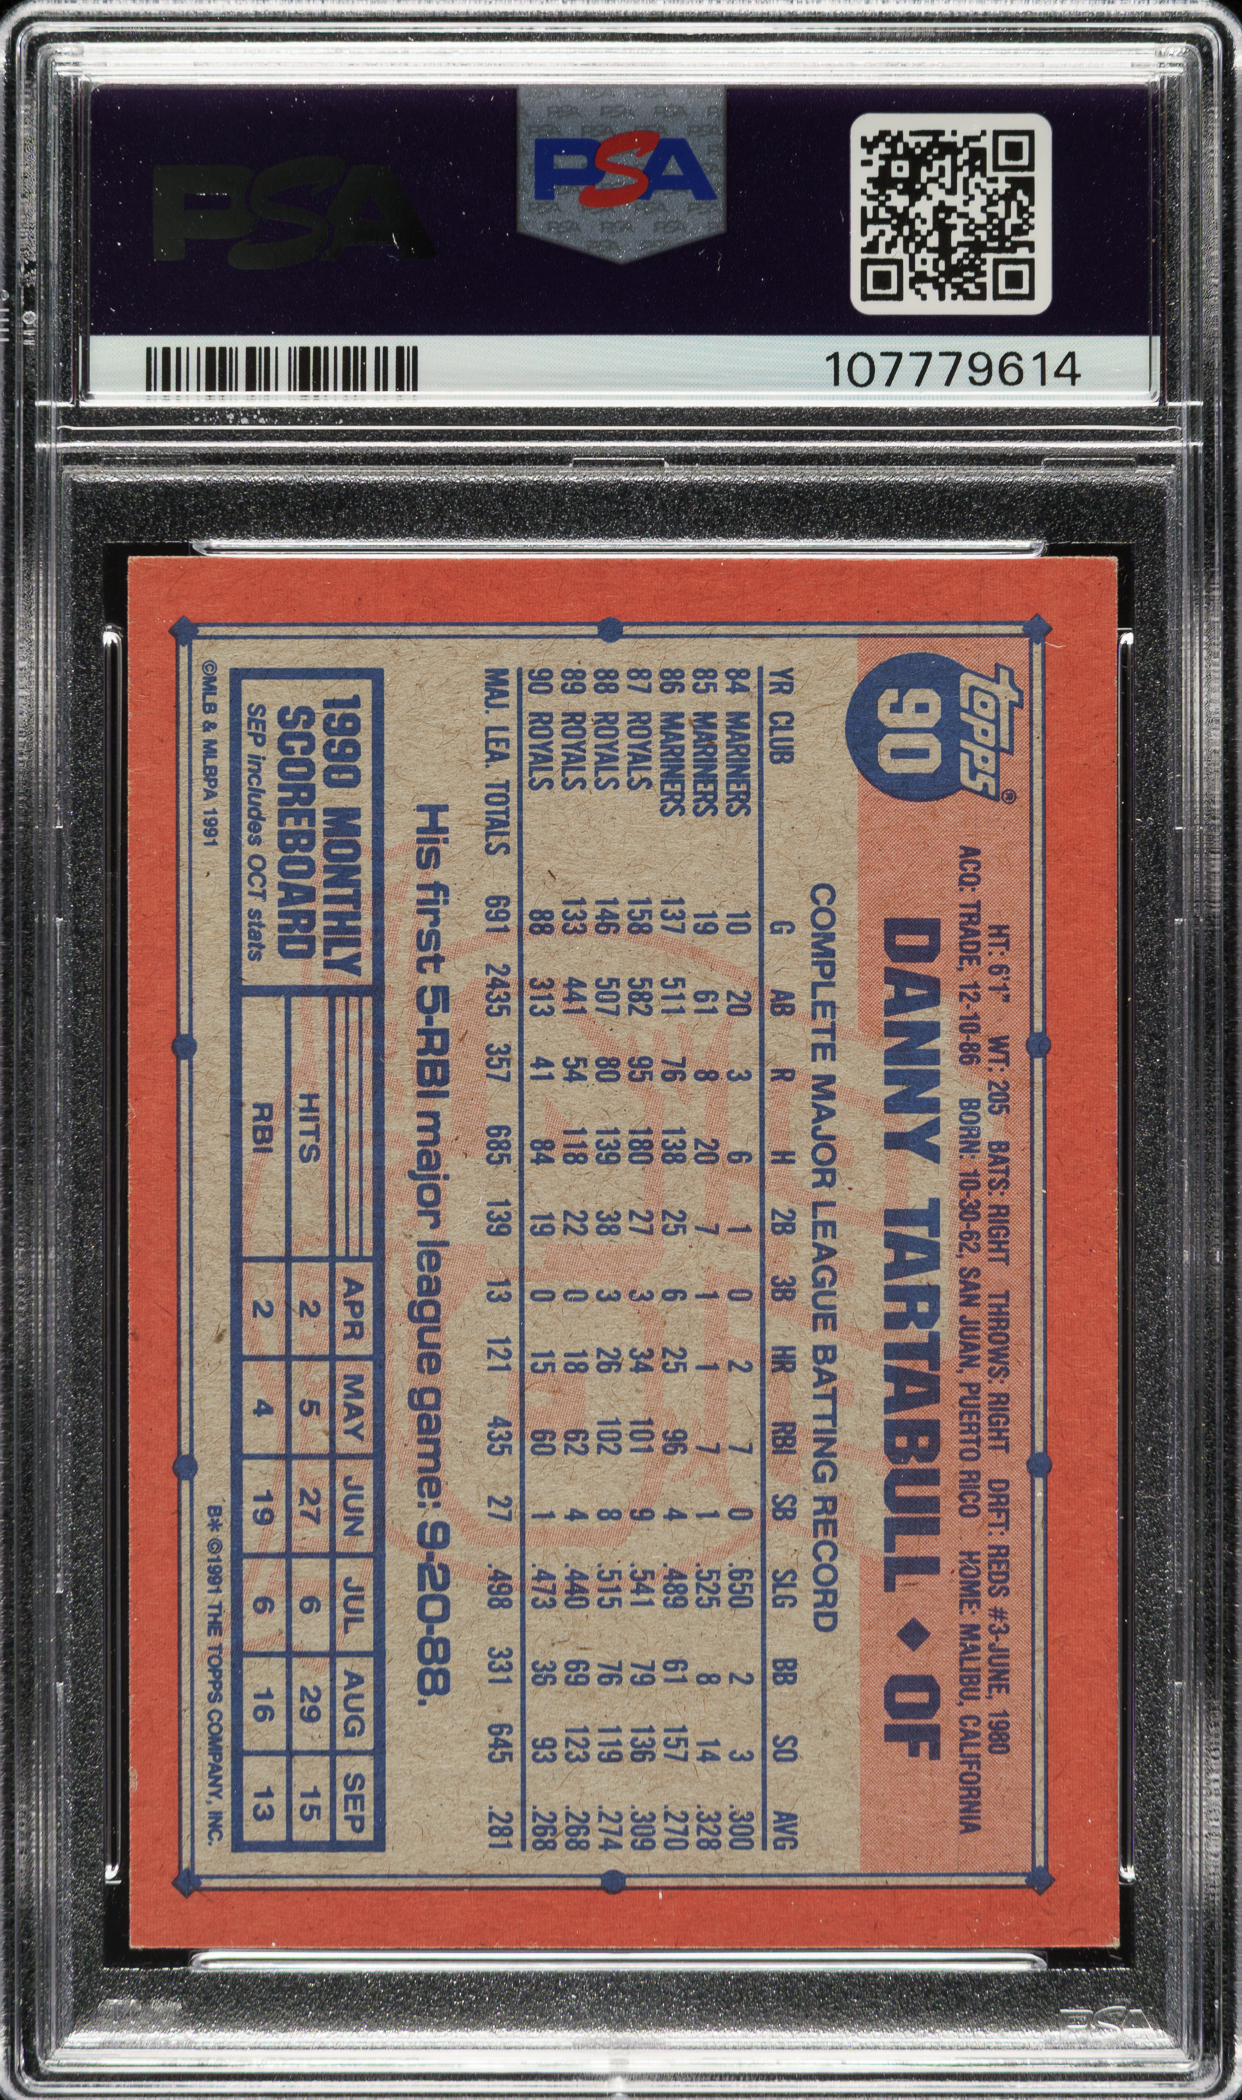 PSA
PSA
107779614
topps®
90
HT: 6'1" WT: 205 BATS: RIGHT THROWS: RIGHT DRFT: REDS #3-JUNE, 1980
ACQ: TRADE, 12-10-86 BORN: 10-30-62, SAN JUAN, PUERTO RICO HOME: MALIBU, CALIFORNIA
DANNY TARTABULL ◆ OF
COMPLETE MAJOR LEAGUE BATTING RECORD
YR CLUB G AB R H 2B 3B HR RBI SB SLG BB SO AVG
84 MARINERS 10 20 3 6 1 0 2 7 0 .650 2 3 .300
85 MARINERS 19 61 8 20 7 1 1 7 1 .525 8 14 .328
86 MARINERS 137 511 76 138 25 6 25 96 4 .489 61 157 .270
87 ROYALS 158 582 95 180 27 3 34 101 9 .541 79 136 .309
88 ROYALS 146 507 80 139 38 3 26 102 8 .515 76 119 .274
89 ROYALS 133 441 54 118 22 0 18 62 4 .440 69 123 .268
90 ROYALS 88 313 41 84 19 0 15 60 1 .473 36 93 .268
MAJ. LEA. TOTALS 691 2435 357 685 139 13 121 435 27 .498 331 645 .281
His first 5-RBI major league game: 9-20-88.
1990 MONTHLY
SCOREBOARD
SEP includes OCT stats
APR MAY JUN JUL AUG SEP
HITS 2 5 27 6 29 15
RBI 2 4 19 6 16 13
©MLB & MLBPA 1991
B* ©1991 THE TOPPS COMPANY, INC.
PSA